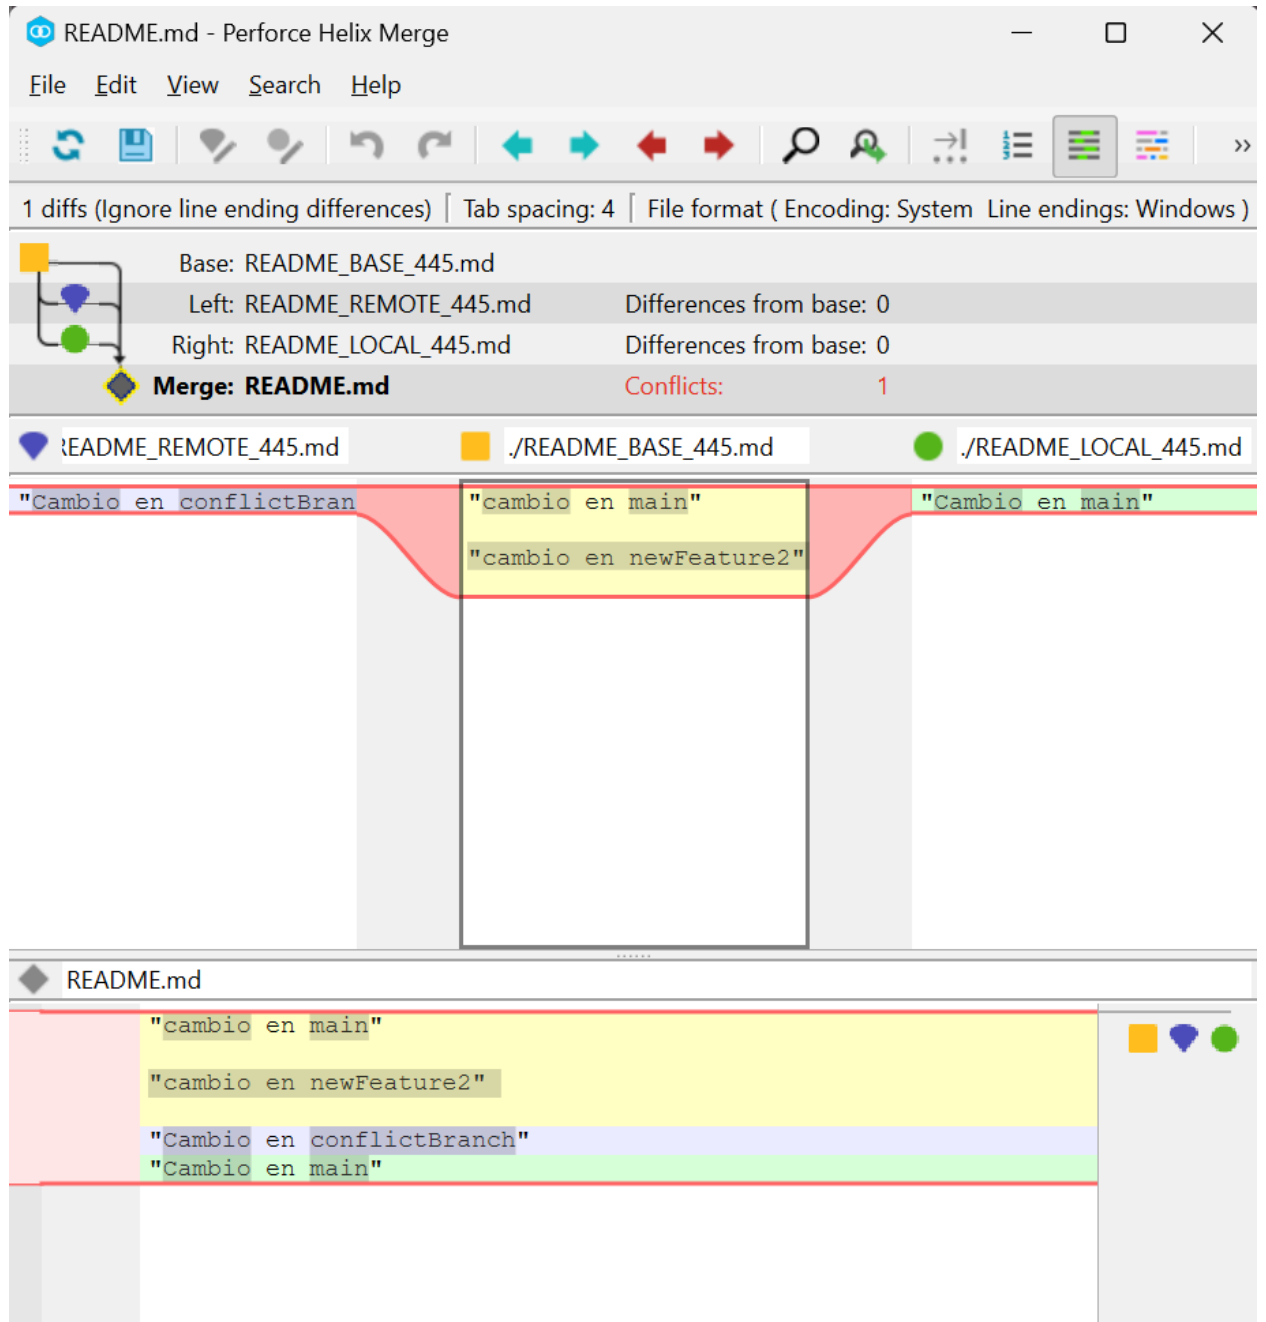 README.md - Perforce Helix Merge
File Edit View Search Help
1 diffs (Ignore line ending differences) Tab spacing: 4 File format ( Encoding: System Line endings: Windows )
Base: README_BASE_445.md
Left: README_REMOTE_445.md Differences from base: 0
Right: README_LOCAL_445.md Differences from base: 0
Merge: README.md Conflicts: 1
README_REMOTE_445.md ./README_BASE_445.md ./README_LOCAL_445.md
"Cambio en conflictBran "cambio en main" "Cambio en main"
"cambio en newFeature2"
README.md
"cambio en main"
"cambio en newFeature2"
"Cambio en conflictBranch"
"Cambio en main"